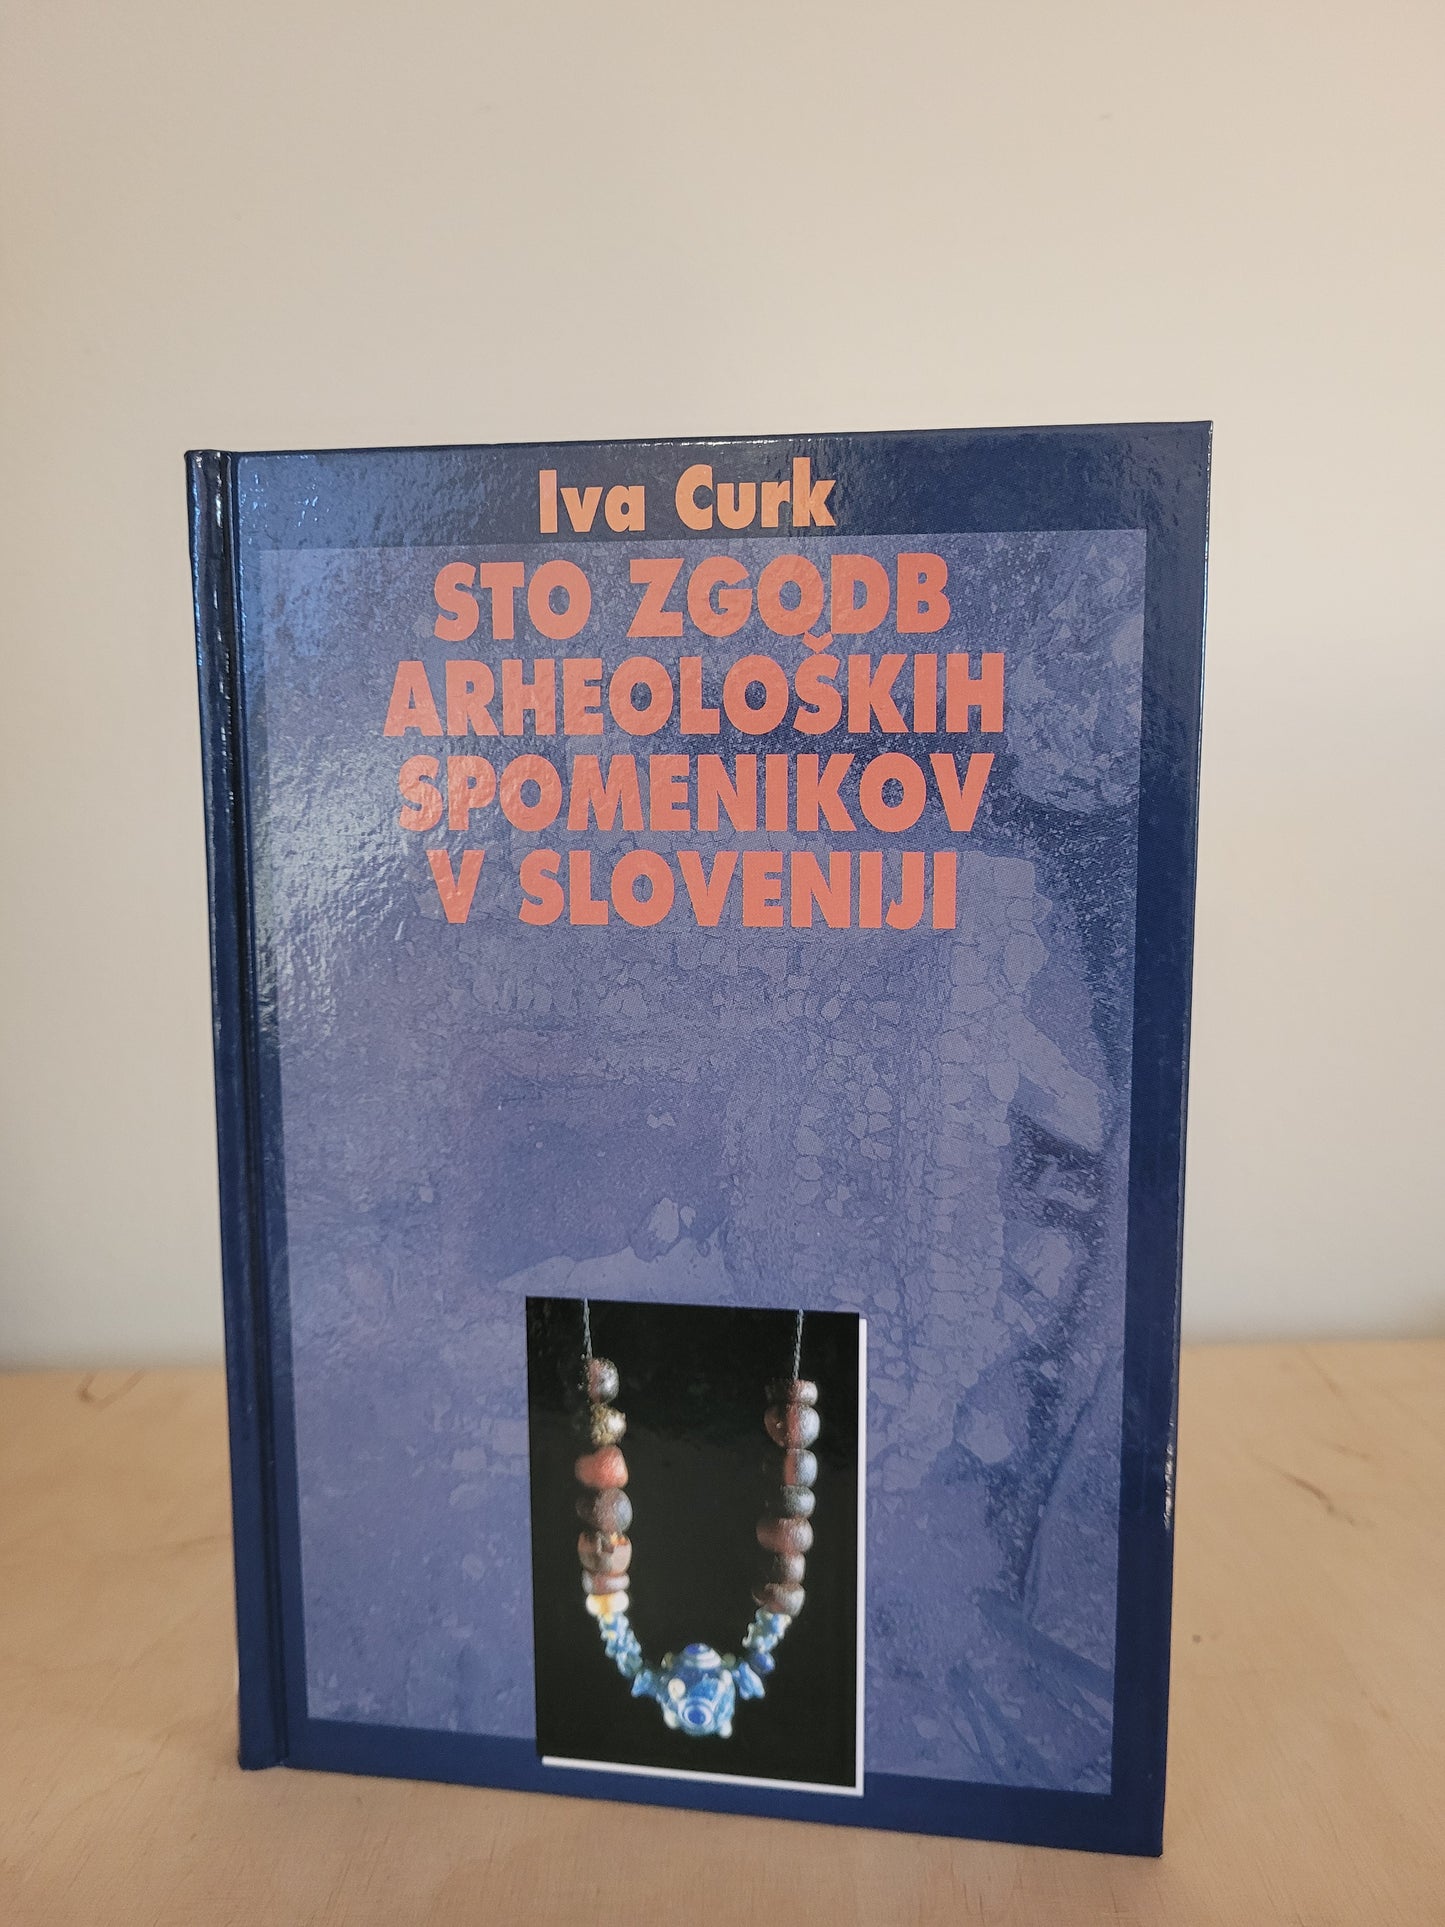 Iva Curk
STO ZGODB
ARHEOLOŠKIH
SPOMENIKOV
V SLOVENIJI